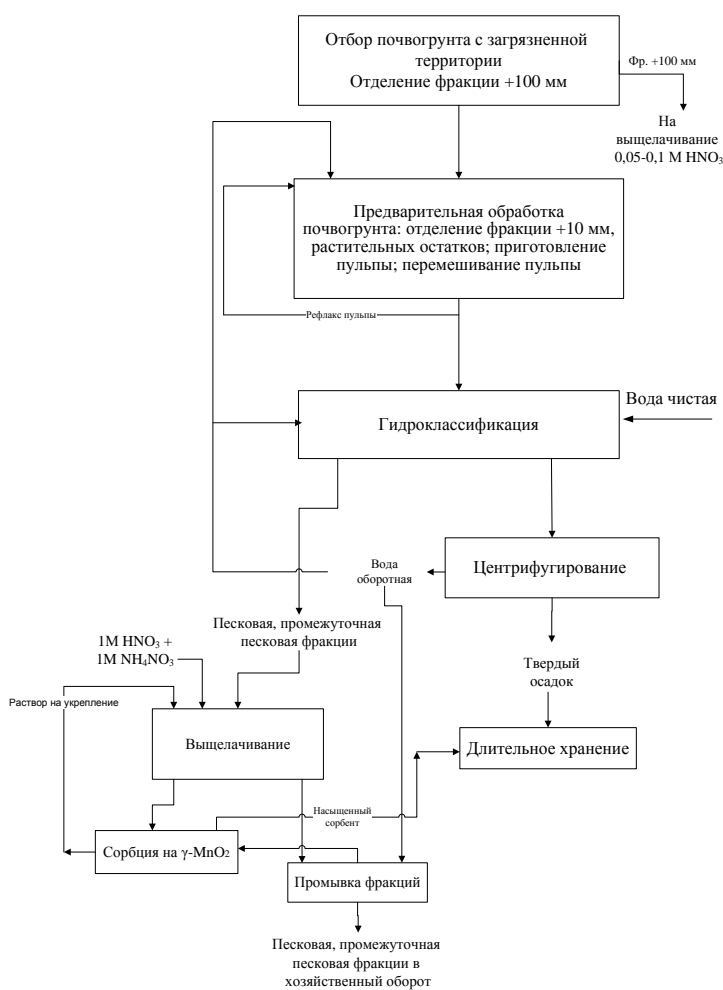 Отбор почвогрунта с загрязненной
территории
Отделение фракции +100 мм
Фр. +100 мм
На
выщелачивание
0,05-0,1 М HNO₃
Предварительная обработка
почвогрунта: отделение фракции +10 мм,
растительных остатков; приготовление
пульпы; перемешивание пульпы
Рефлакс пульпы
Вода чистая
Гидроклассификация
Центрифугирование
Вода
оборотная
Песковая, промежуточная
песковая фракции
1М HNO₃ +
1М NH₄NO₃
Твердый
осадок
Раствор на укрепление
Выщелачивание
Длительное хранение
Насыщенный
сорбент
Сорбция на γ-MnO₂
Промывка фракций
Песковая, промежуточная
песковая фракции в
хозяйственный оборот